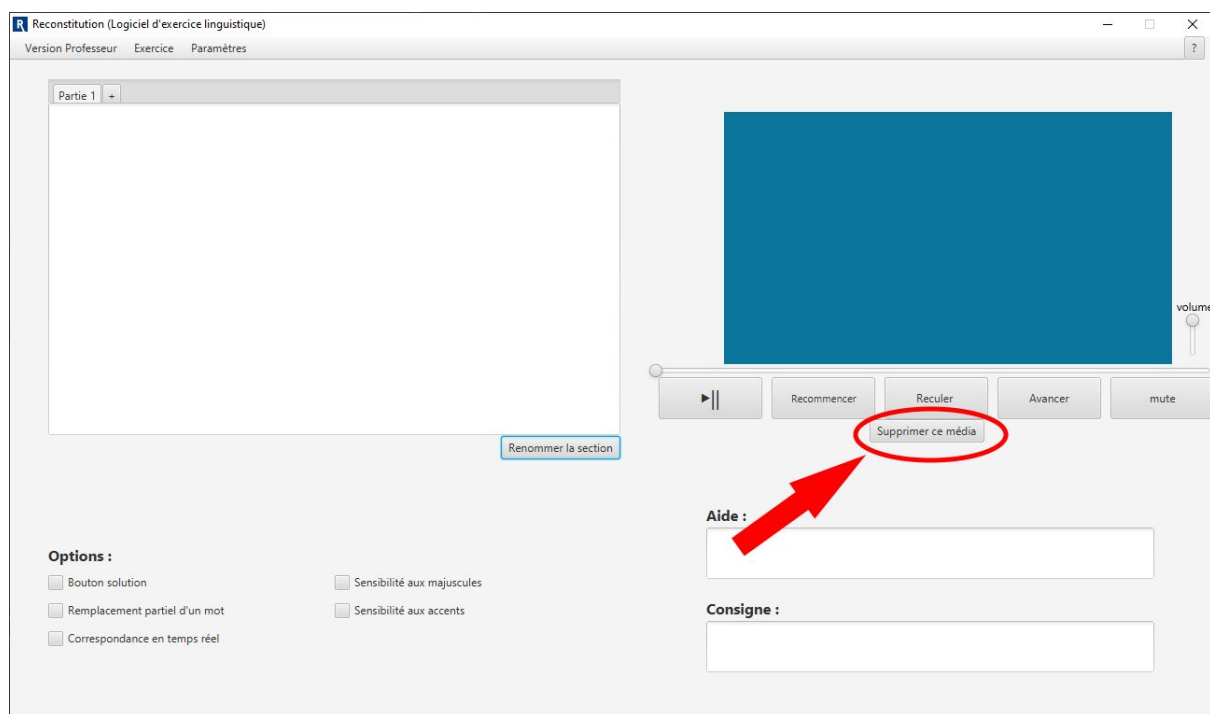 R Reconstitution (Logiciel d'exercice linguistique)
Version Professeur Exercice Paramètres ?
Partie 1 +
volume
Recommencer Reculer Avancer mute
Supprimer ce média
Renommer la section
Aide :
Options :
Bouton solution Sensibilité aux majuscules
Remplacement partiel d'un mot Sensibilité aux accents
Consigne :
Correspondance en temps réel